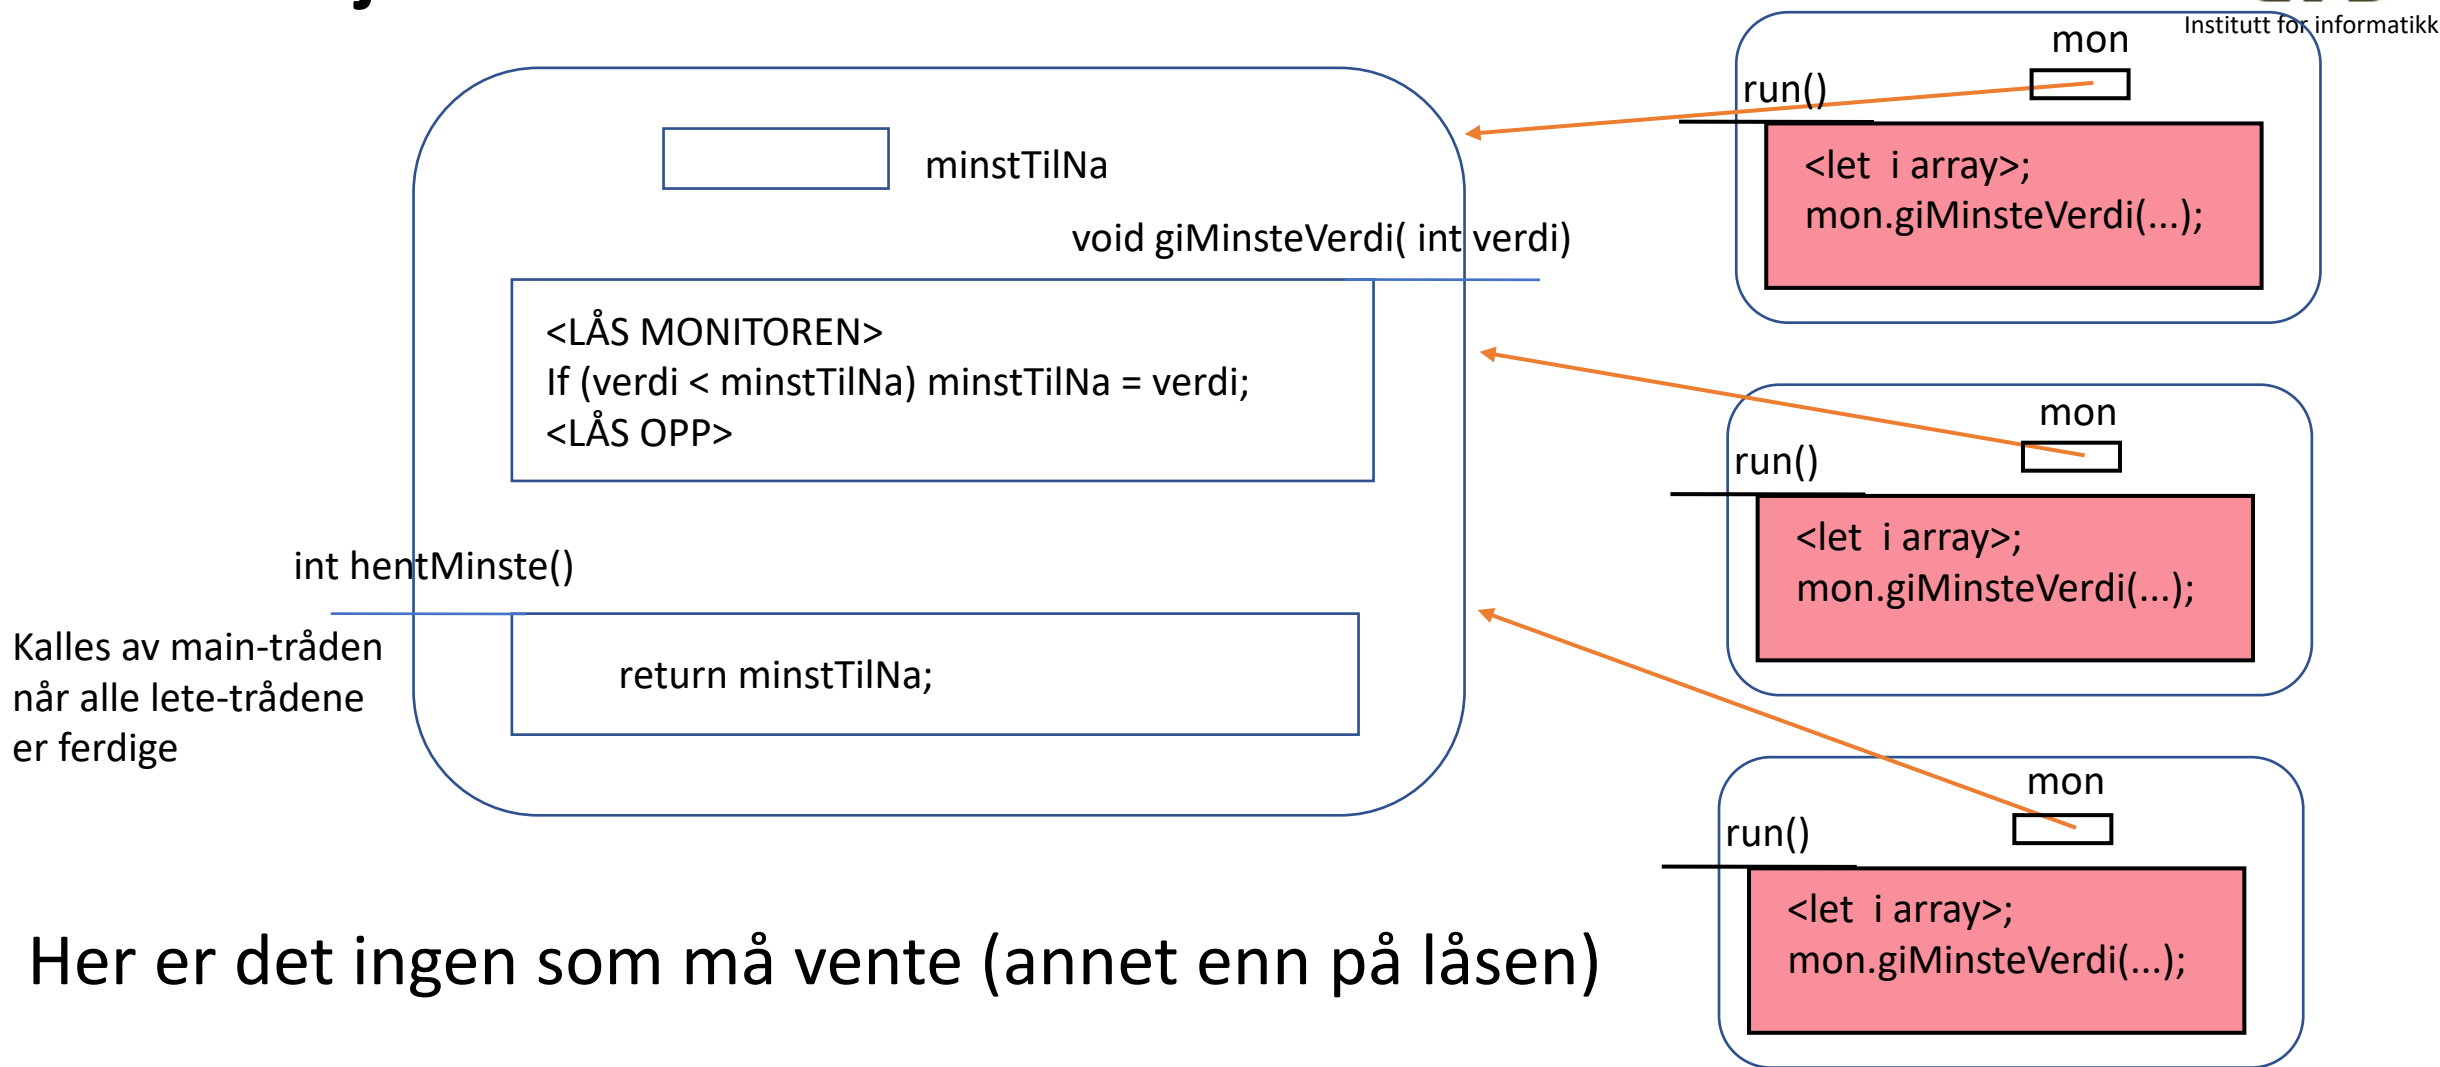 Institutt for informatikk
minstTilNa
void giMinsteVerdi( int verdi)
<LÅS MONITOREN>
If (verdi < minstTilNa) minstTilNa = verdi;
<LÅS OPP>
int hentMinste()
Kalles av main-tråden
når alle lete-trådene
er ferdige
return minstTilNa;
mon
run()
<let  i array>;
mon.giMinsteVerdi(...);
mon
run()
<let  i array>;
mon.giMinsteVerdi(...);
mon
run()
<let  i array>;
mon.giMinsteVerdi(...);
Her er det ingen som må vente (annet enn på låsen)